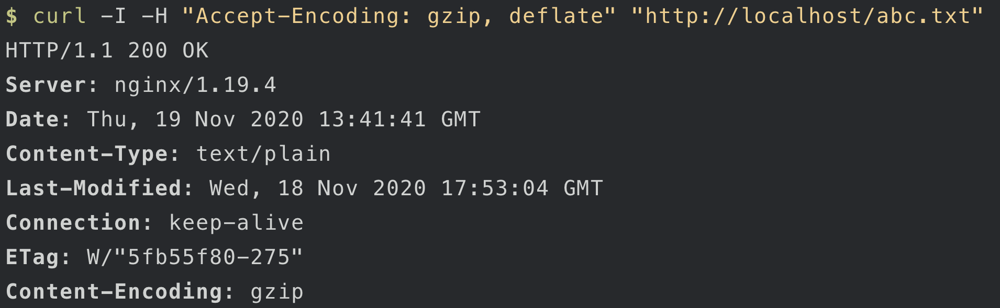 $ curl -I -H "Accept-Encoding: gzip, deflate" "http://localhost/abc.txt"
HTTP/1.1 200 OK
Server: nginx/1.19.4
Date: Thu, 19 Nov 2020 13:41:41 GMT
Content-Type: text/plain
Last-Modified: Wed, 18 Nov 2020 17:53:04 GMT
Connection: keep-alive
ETag: W/"5fb55f80-275"
Content-Encoding: gzip